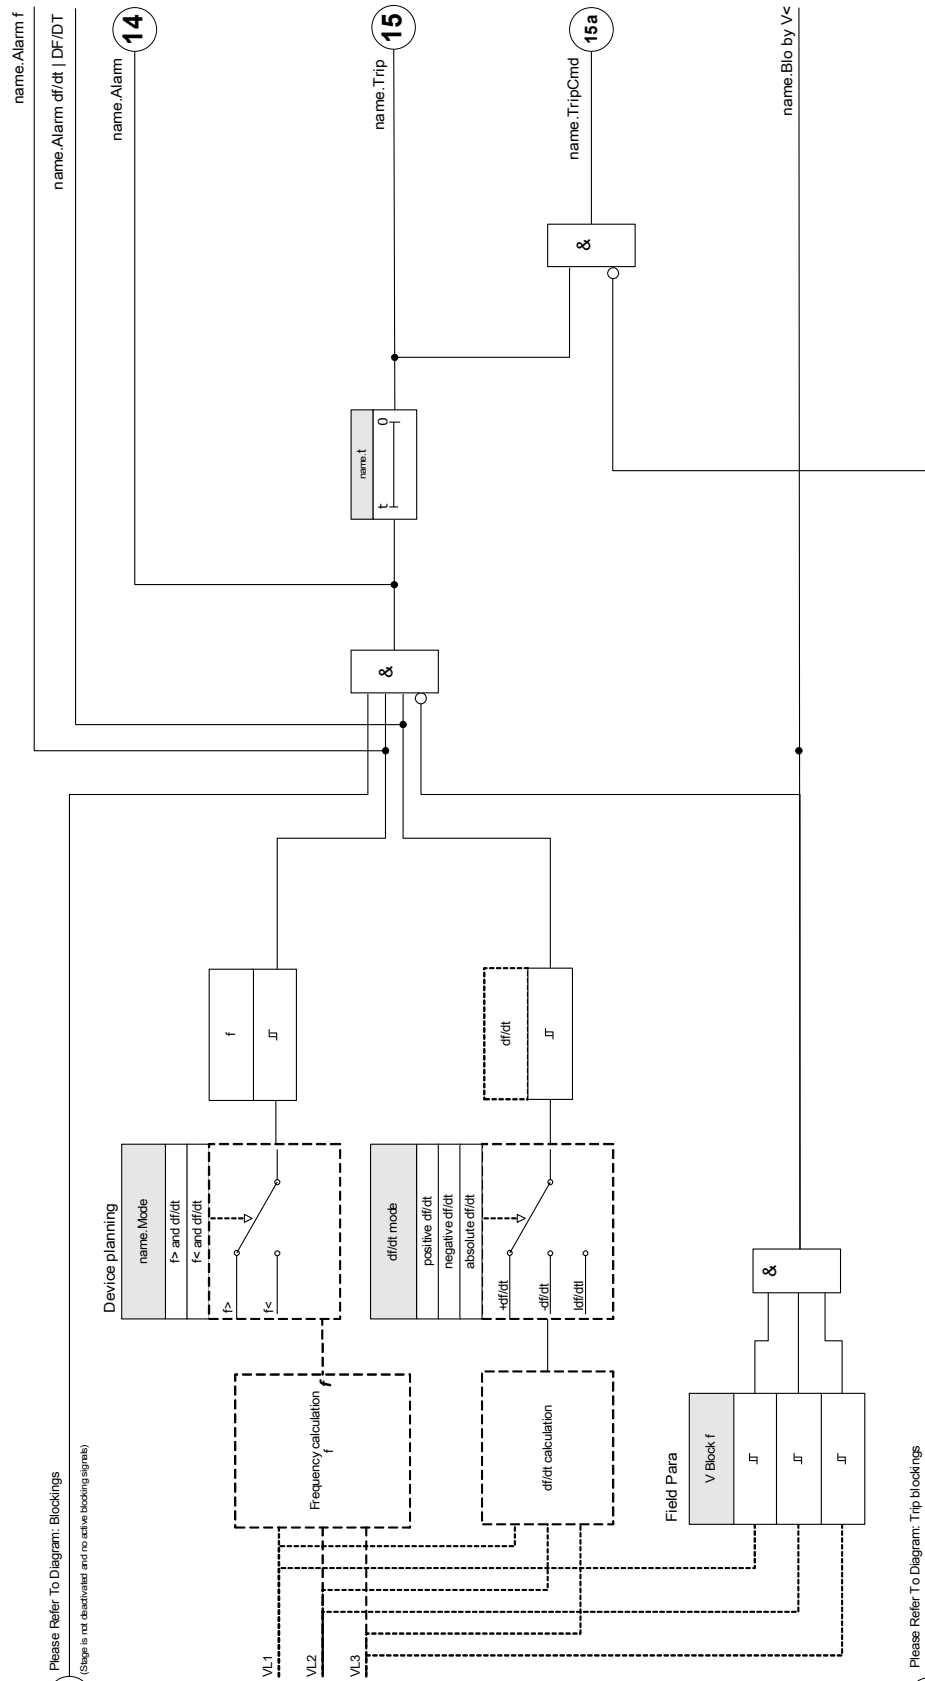 Please Refer To Diagram: Blockings
(Stage is not deactivated and no active blocking signals)
name.Alarm f
name.Alarm df/dt | DF/DT
14
name.Alarm
15
name.Trip
15a
name.TripCmd
name.Blo by V<
&
name.t
t
0
&
Device planning
name.Mode
f> and df/dt
f< and df/dt
f>
f<
f
Frequency calculation
f
f
df/dt mode
positive df/dt
negative df/dt
absolute df/dt
+df/dt
-df/dt
|df/dt|
df/dt
df/dt calculation
Field Para
V Block f
&
VL1
VL2
VL3
Please Refer To Diagram: Trip blockings